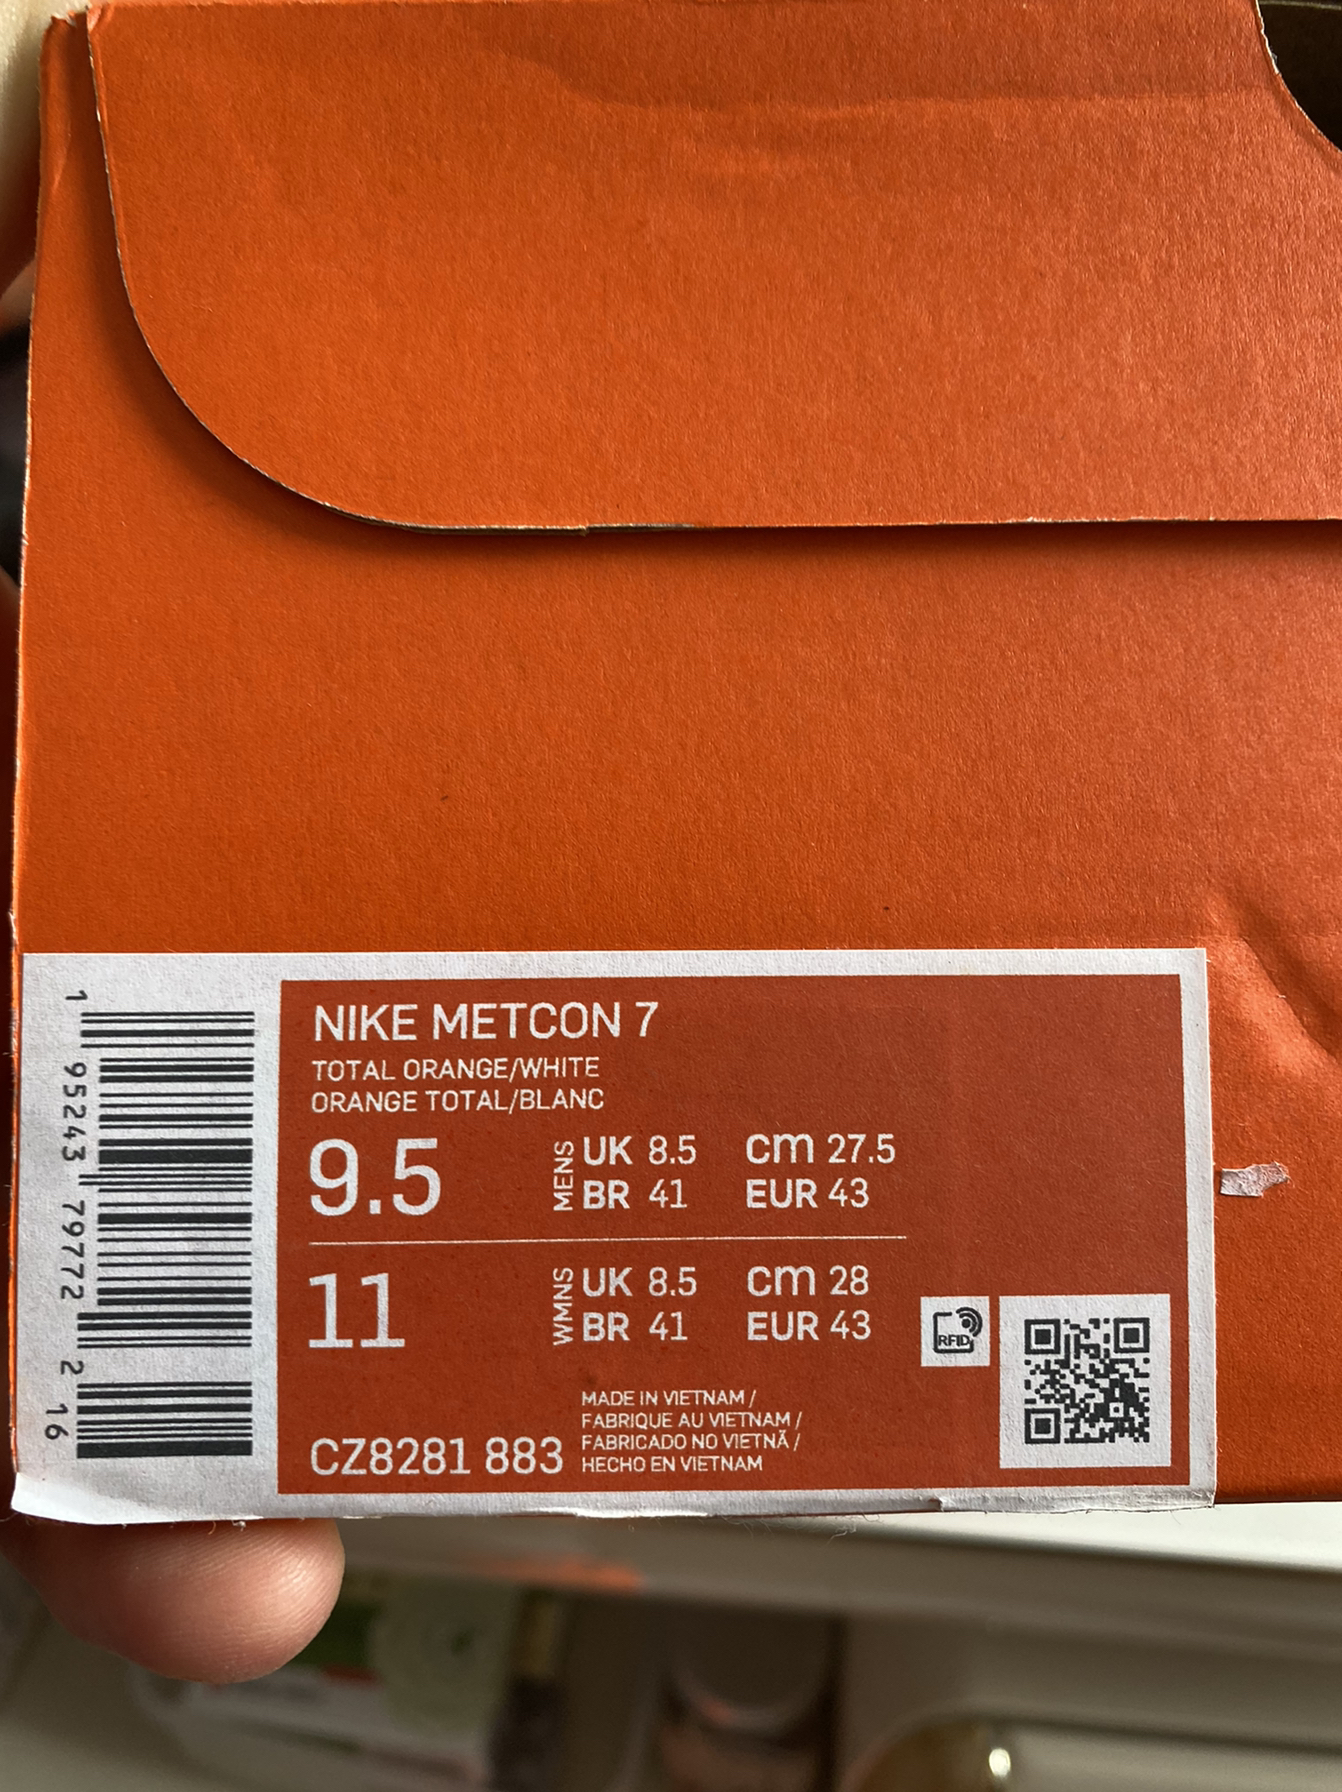 NIKE METCON 7
TOTAL ORANGE/WHITE
ORANGE TOTAL/BLANC
9.5 MENS UK 8.5 cm 27.5
BR 41 EUR 43
11 WMNS UK 8.5 cm 28
BR 41 EUR 43
RFID
MADE IN VIETNAM /
FABRIQUE AU VIETNAM /
FABRICADO NO VIETNÃ /
HECHO EN VIETNAM
CZ8281 883
1 95243 79772 2 16